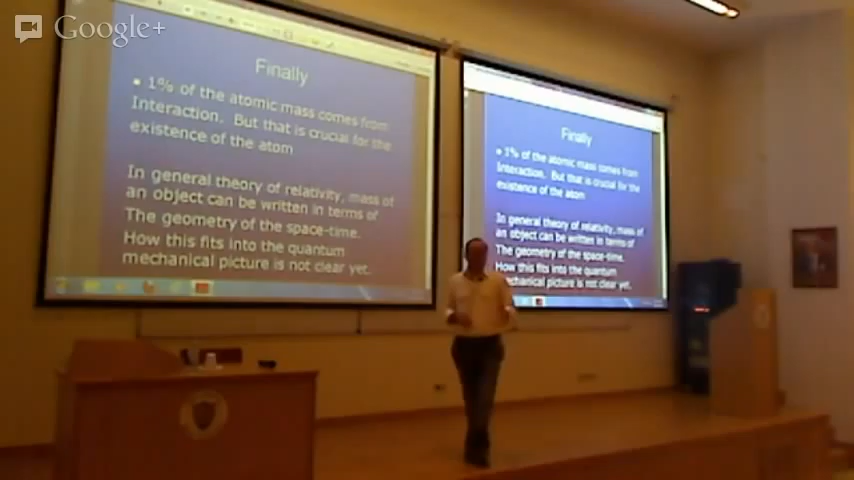 Google+
Finally
• 1% of the atomic mass comes from
Interaction. But that is crucial for the
existence of the atom
In general theory of relativity, mass of
an object can be written in terms of
The geometry of the space-time.
How this fits into the quantum
mechanical picture is not clear yet.
Finally
• 1% of the atomic mass comes from
Interaction. But that is crucial for the
existence of the atom
In general theory of relativity, mass of
an object can be written in terms of
The geometry of the space-time.
How this fits into the quantum
mechanical picture is not clear yet.